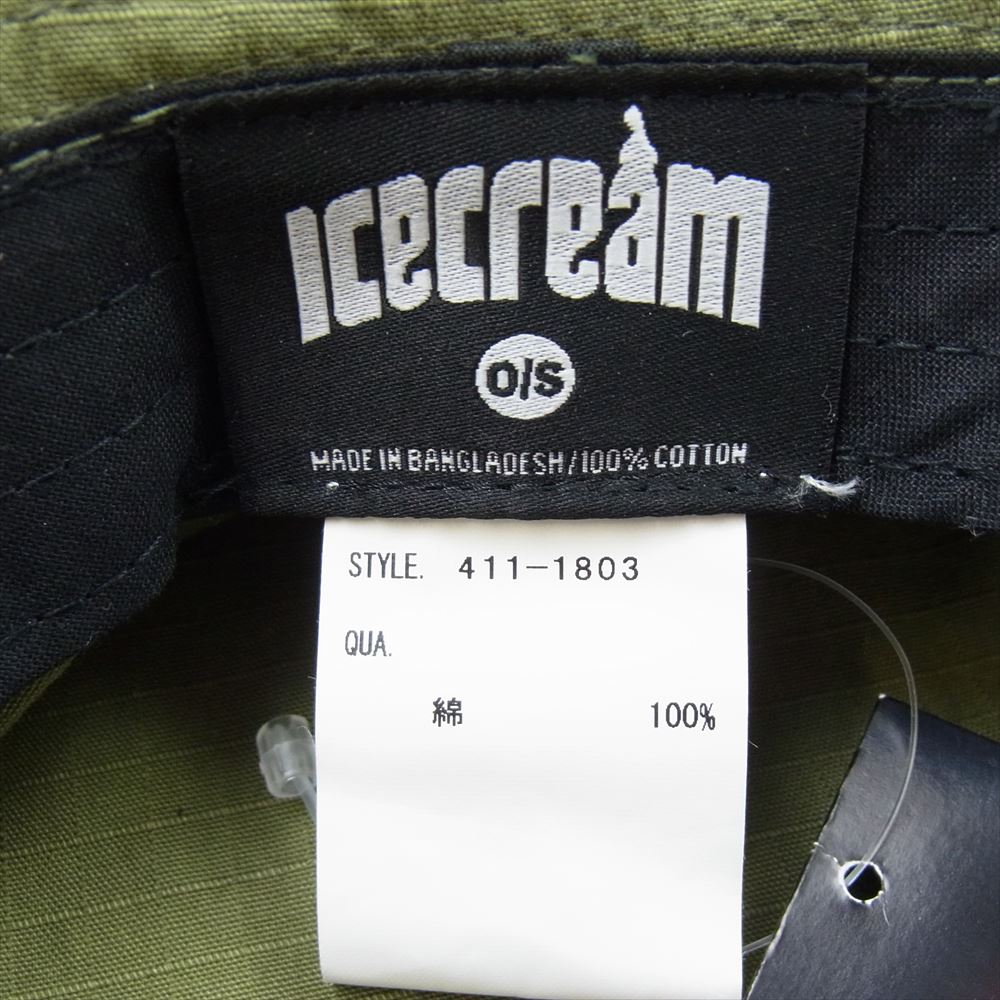 Icecream
O/S
MADE IN BANGLADESH/100% COTTON
STYLE. 411-1803
QUA.
綿 100%